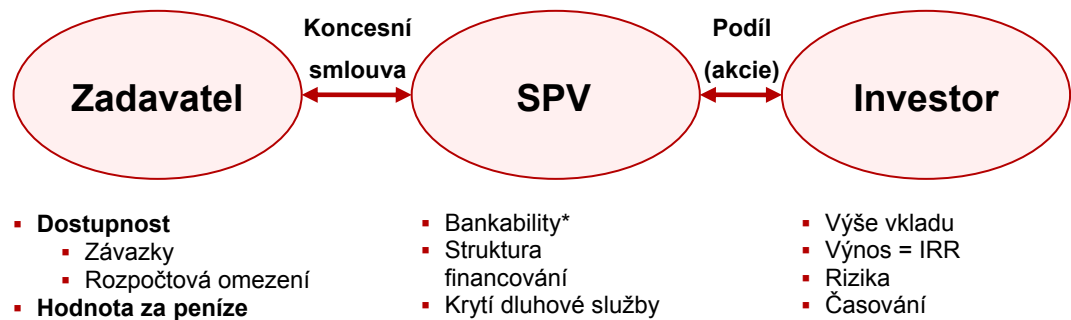 Koncesní
smlouva
Podíl
(akcie)
Zadavatel
SPV
Investor
▪ Dostupnost
▪ Závazky
▪ Rozpočtová omezení
▪ Hodnota za peníze
▪ Bankability*
▪ Struktura
financování
▪ Krytí dluhové služby
▪ Výše vkladu
▪ Výnos = IRR
▪ Rizika
▪ Časování